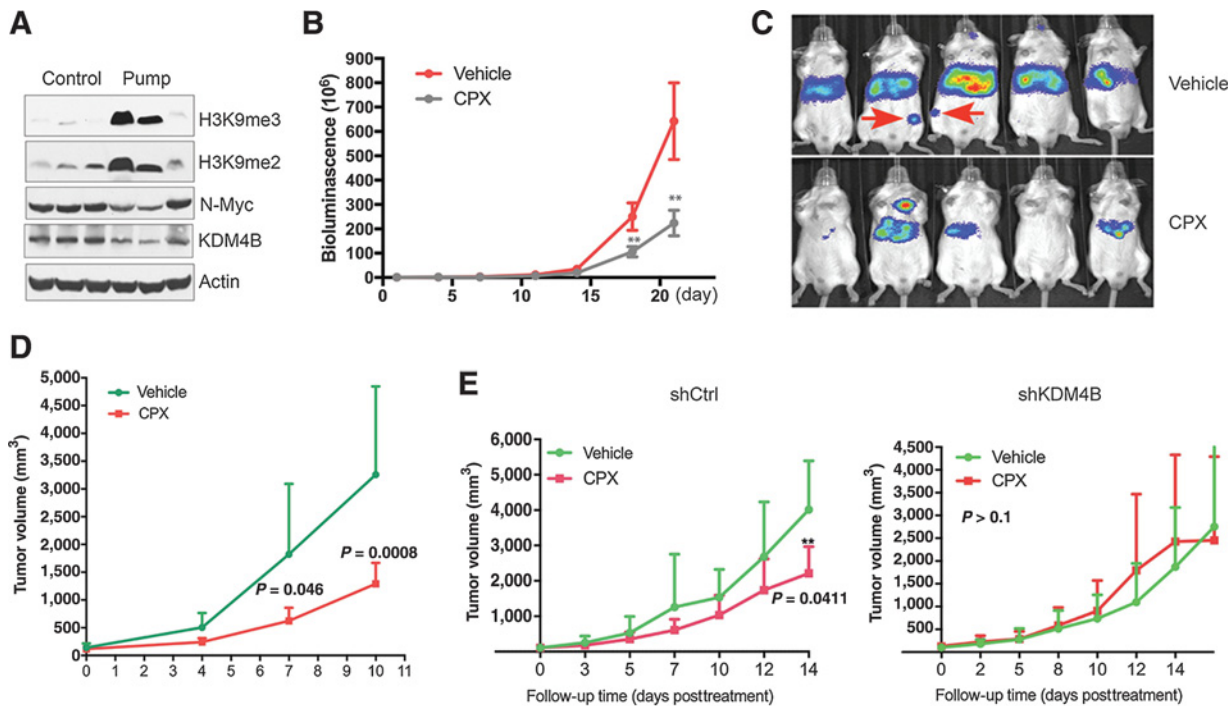 A
Control Pump
H3K9me3
H3K9me2
N-Myc
KDM4B
Actin
B
Vehicle
CPX
Bioluminascence (10⁶)
900
800
700
600
500
400
300
200
100
0
**
**
0 5 10 15 20 (day)
C
Vehicle
CPX
D
Vehicle
CPX
Tumor volume (mm³)
5,000
4,500
4,000
3,500
3,000
2,500
2,000
1,500
1,000
500
P = 0.046
P = 0.0008
0 1 2 3 4 5 6 7 8 9 10 11
E
shCtrl
Vehicle
CPX
Tumor volume (mm³)
6,000
5,000
4,000
3,000
2,000
1,000
**
P = 0.0411
0 3 5 7 10 12 14
Follow-up time (days posttreatment)
shKDM4B
Vehicle
CPX
P > 0.1
Tumor volume (mm³)
4,500
4,000
3,500
3,000
2,500
2,000
1,500
1,000
500
0 2 5 8 10 12 14
Follow-up time (days posttreatment)